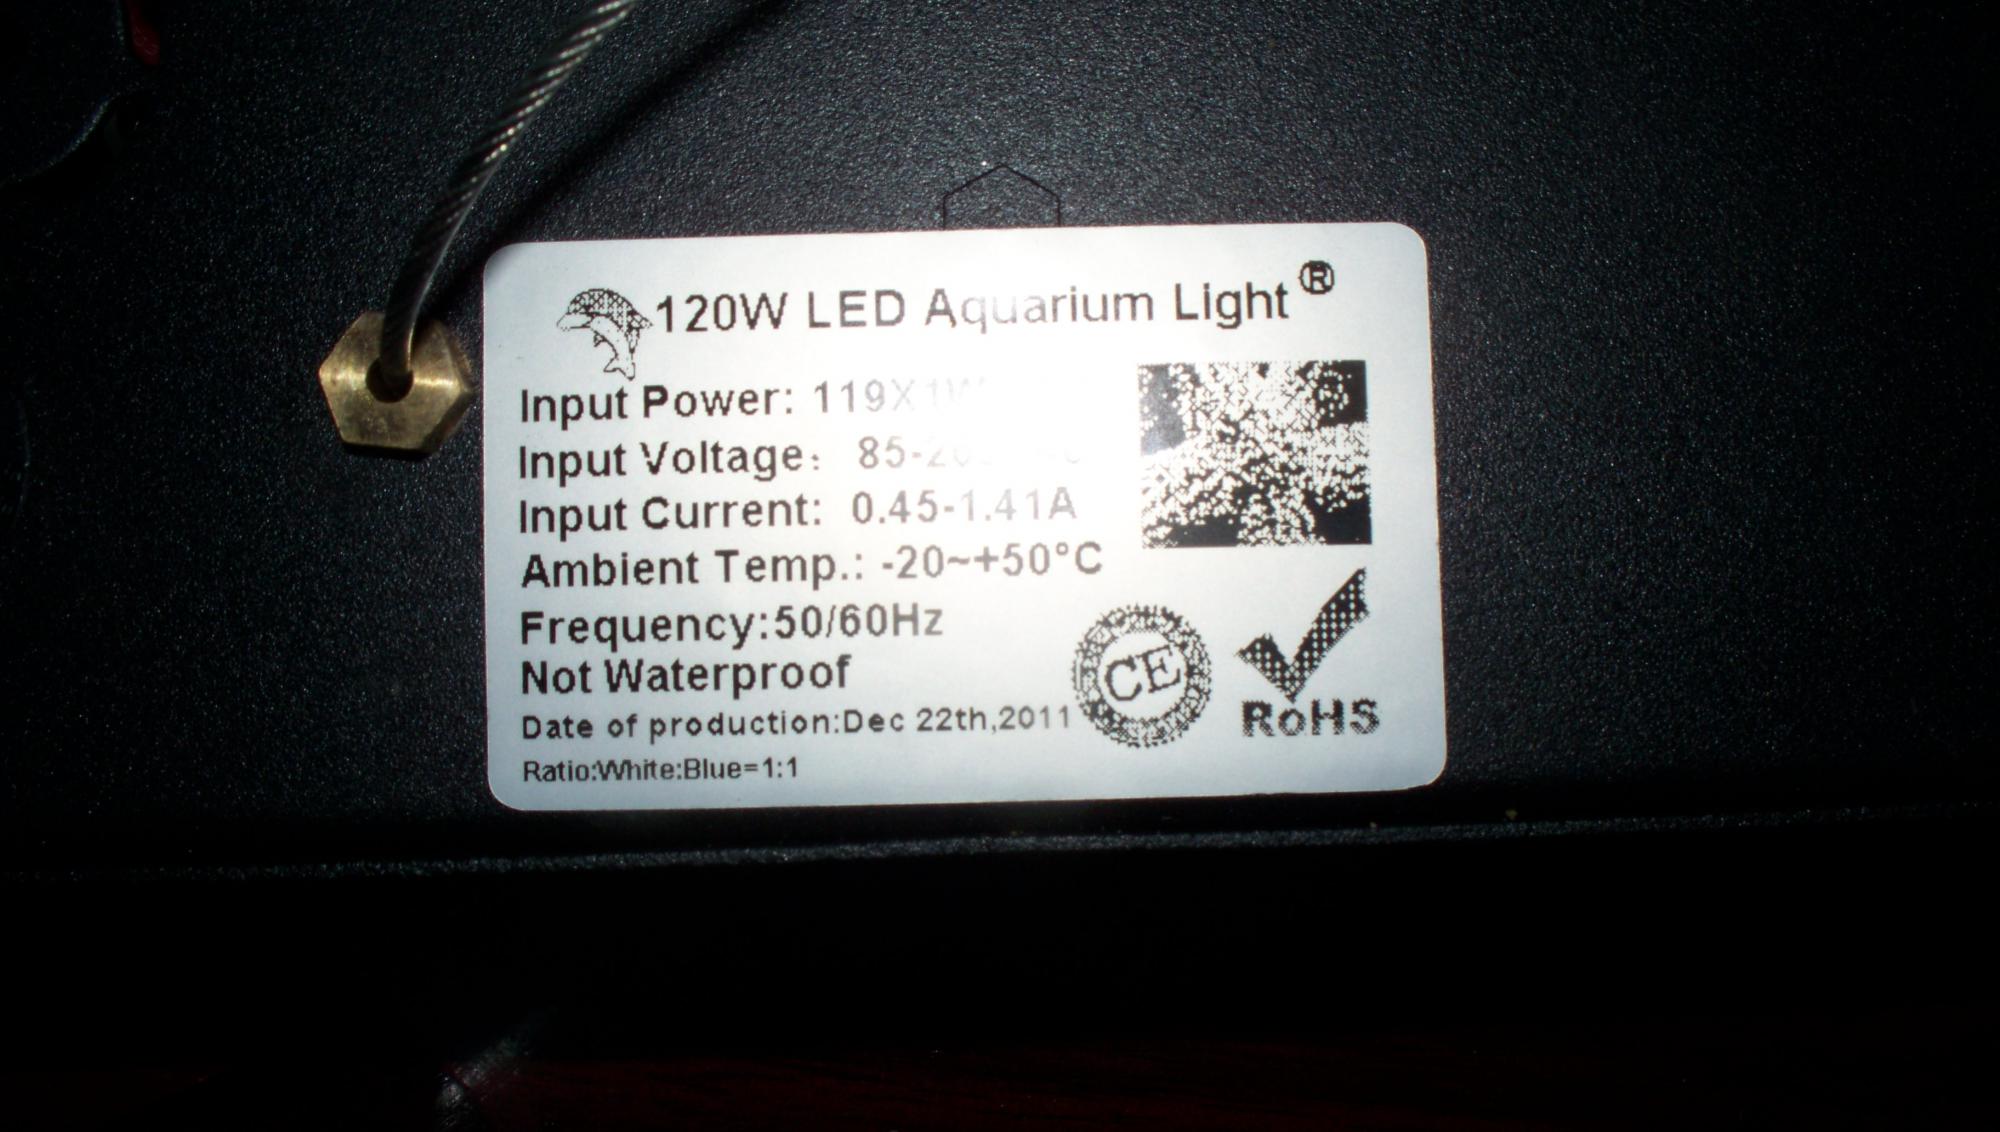 120W LED Aquarium Light ®
Input Power: 119X1W
Input Voltage: 85-
Input Current: 0.45-1.41A
Ambient Temp.: -20~+50°C
Frequency:50/60Hz
Not Waterproof
Date of production:Dec 22th,2011
Ratio:White:Blue=1:1
CE
RoHS